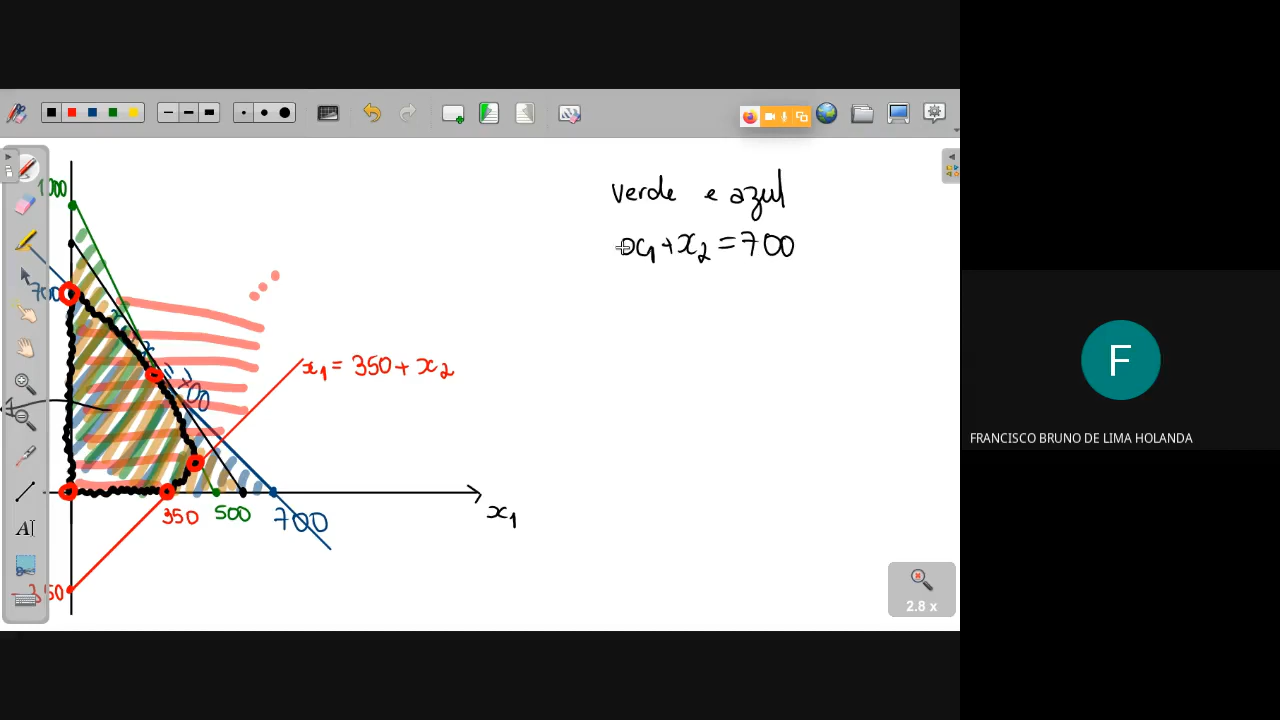 verde e azul
x₁+x₂=700
1000
700
x₁ = 350 + x₂
350
500
700
x₁
-350
2.8 x
F
FRANCISCO BRUNO DE LIMA HOLANDA